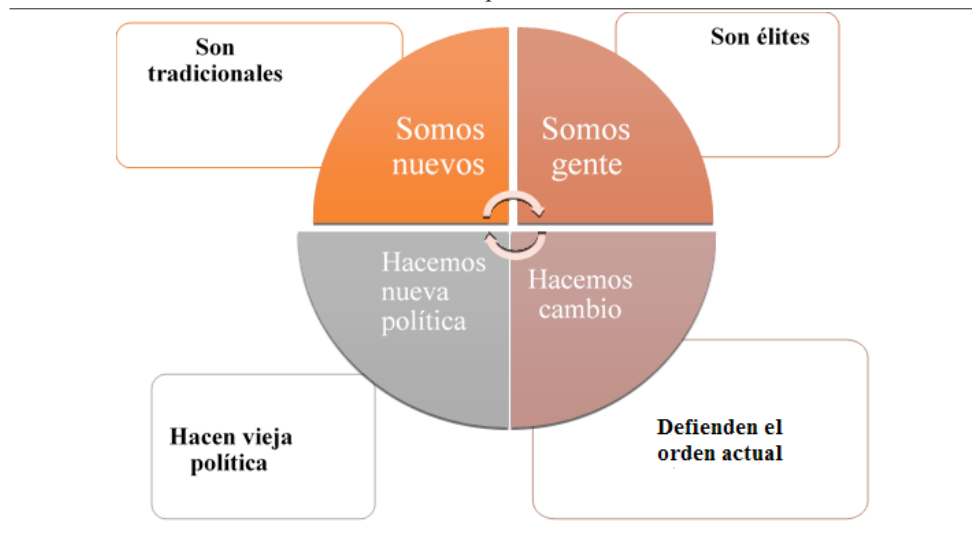 Son
tradicionales
Son élites
Somos
nuevos
Somos
gente
Hacemos
nueva
política
Hacemos
cambio
Hacen vieja
política
Defienden el
orden actual